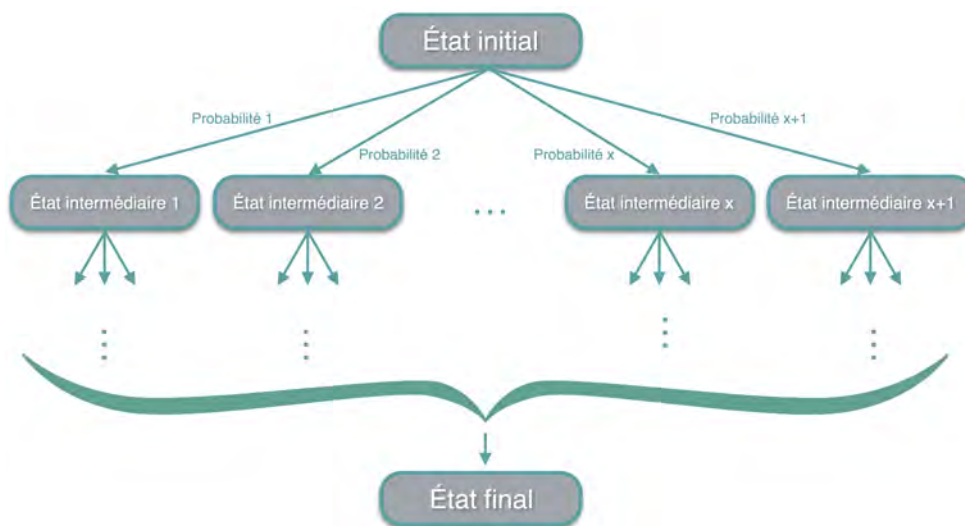 État initial
Probabilité 1
Probabilité x+1
Probabilité 2
Probabilité x
État intermédiaire 1
État intermédiaire 2
...
État intermédiaire x
État intermédiaire x+1
État final